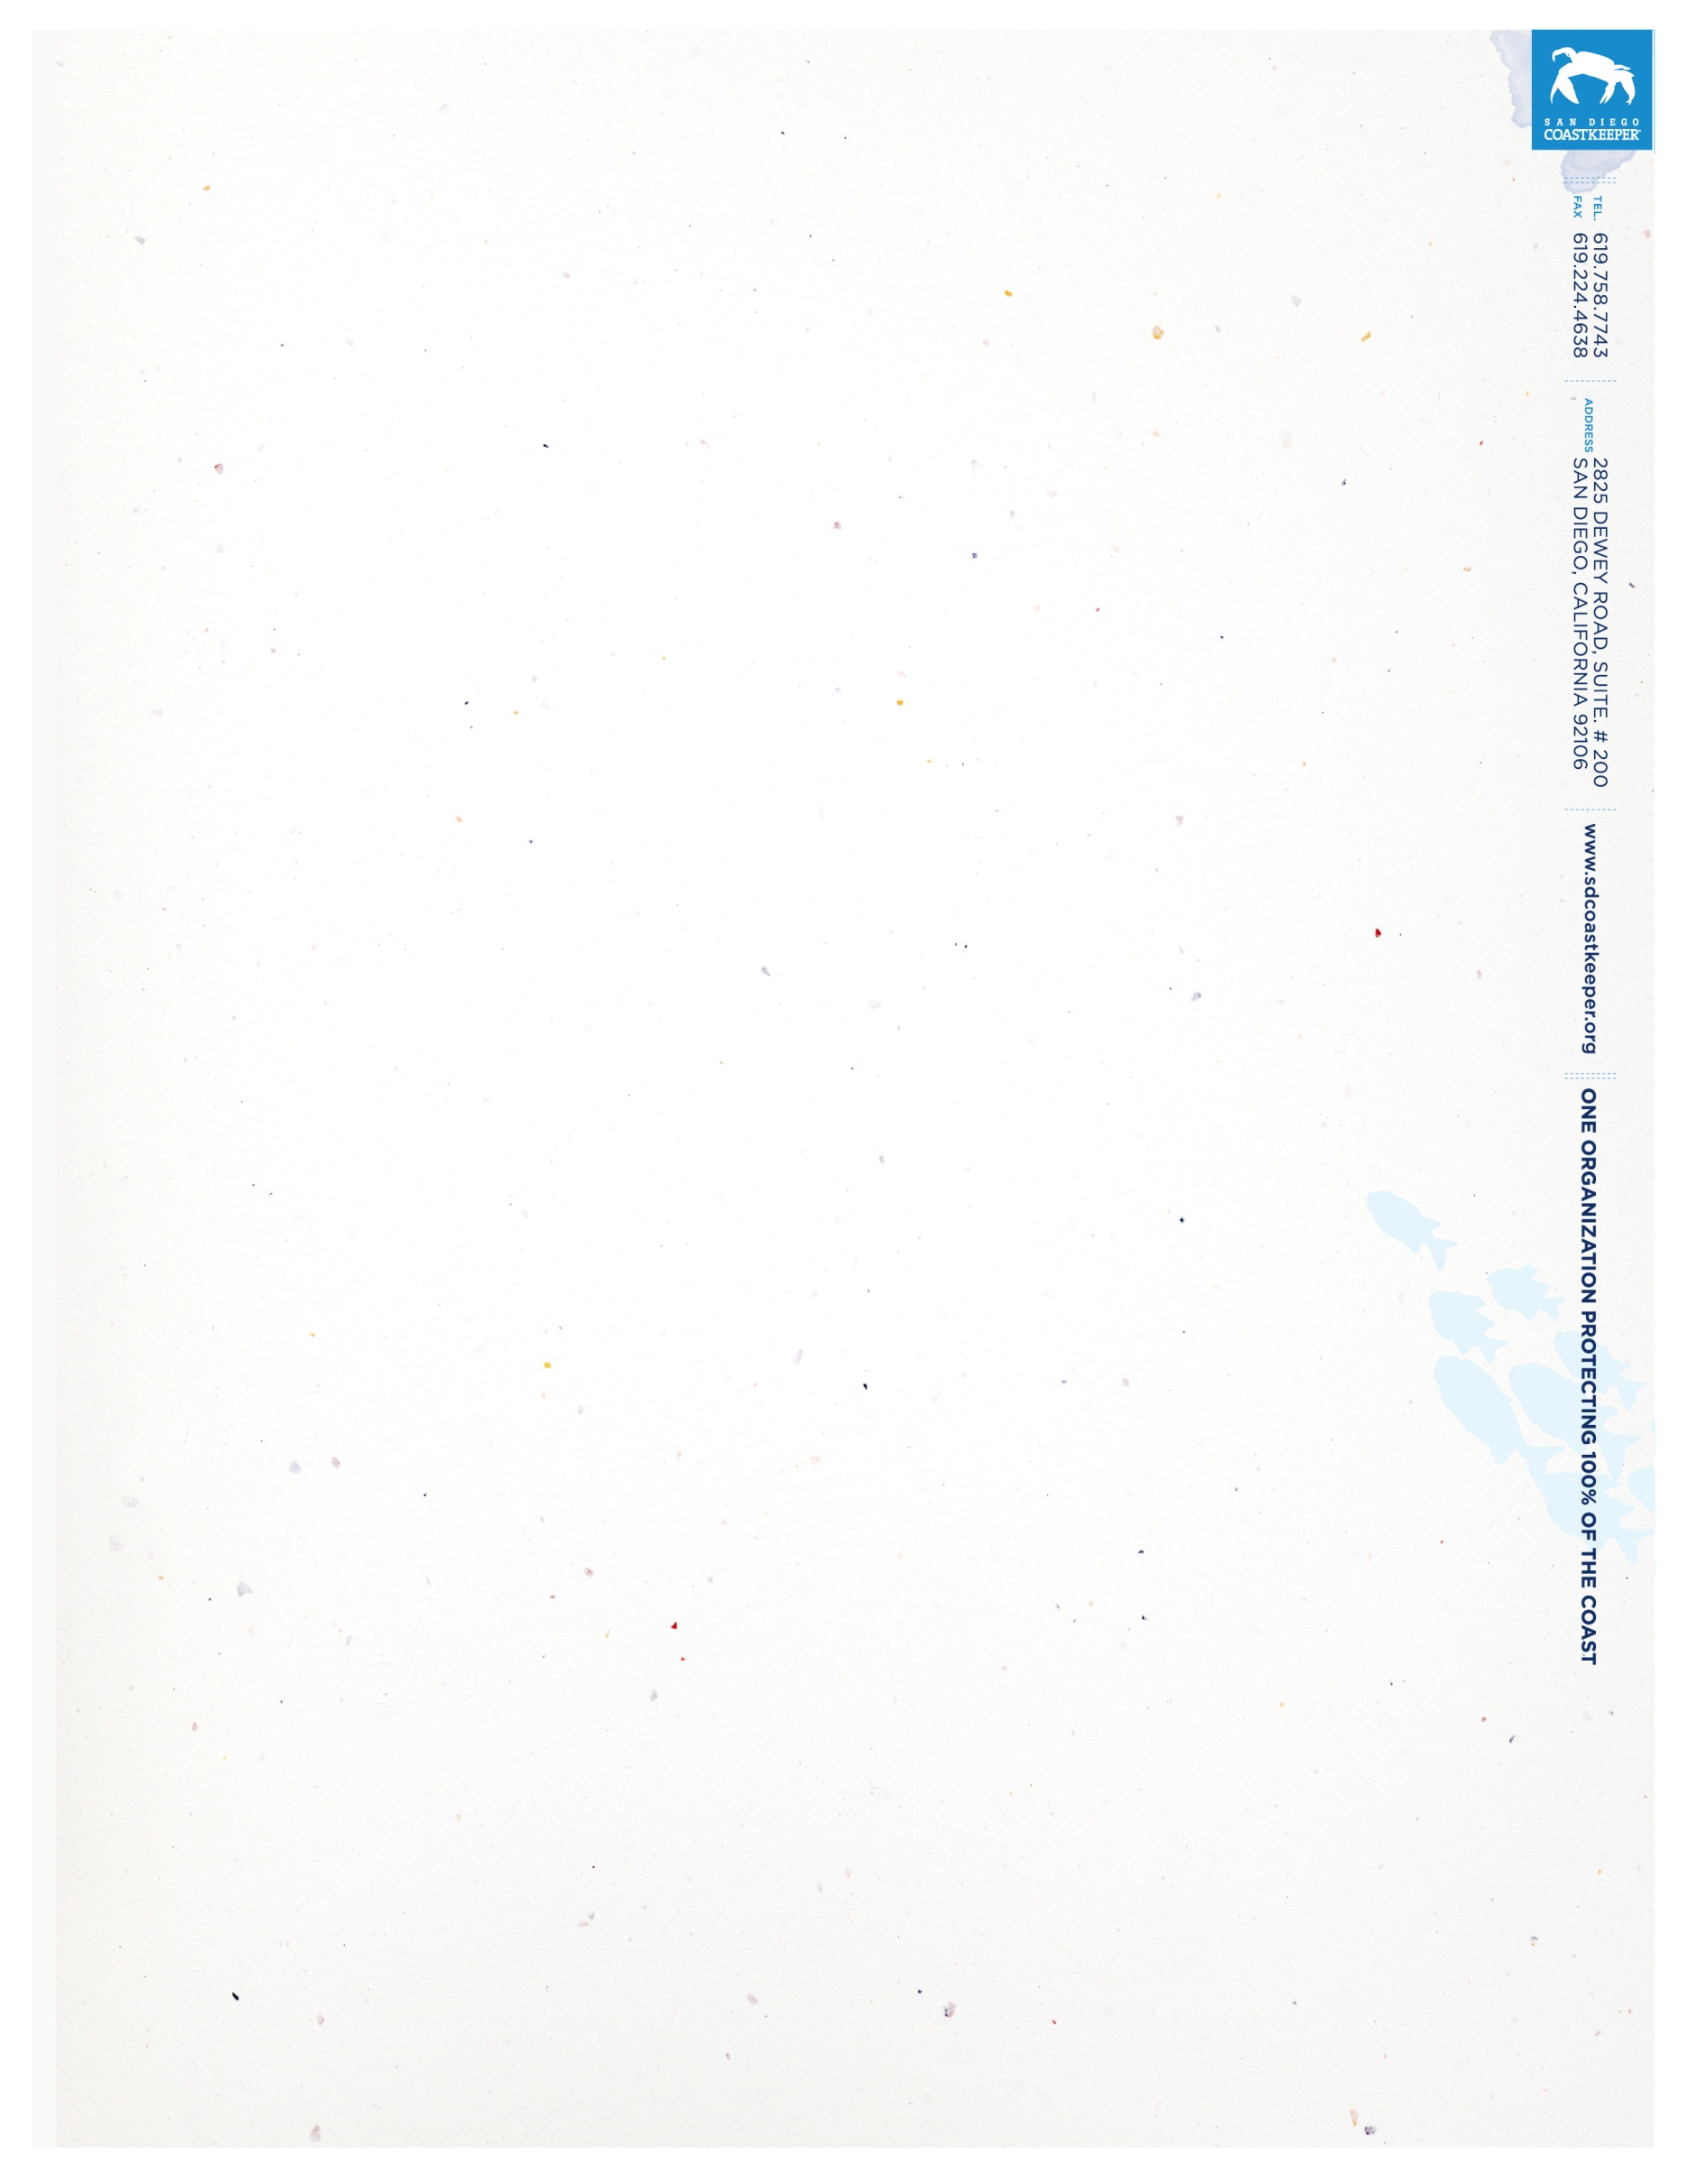 SAN DIEGO
COASTKEEPER®
TEL. 619.758.7743
FAX 619.224.4638
ADDRESS
2825 DEWEY ROAD, SUITE. # 200
SAN DIEGO, CALIFORNIA 92106
www.sdcoastkeeper.org
ONE ORGANIZATION PROTECTING 100% OF THE COAST